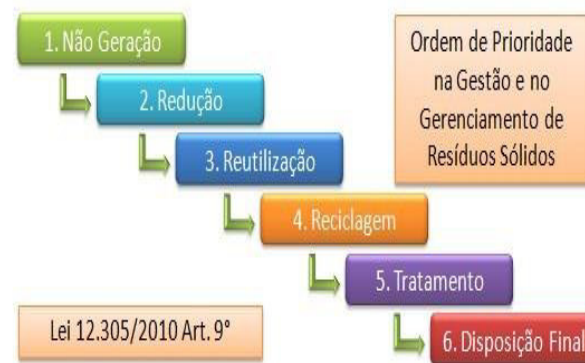 1. Não Geração
2. Redução
3. Reutilização
4. Reciclagem
5. Tratamento
6. Disposição Final
Ordem de Prioridade
na Gestão e no
Gerenciamento de
Resíduos Sólidos
Lei 12.305/2010 Art. 9°